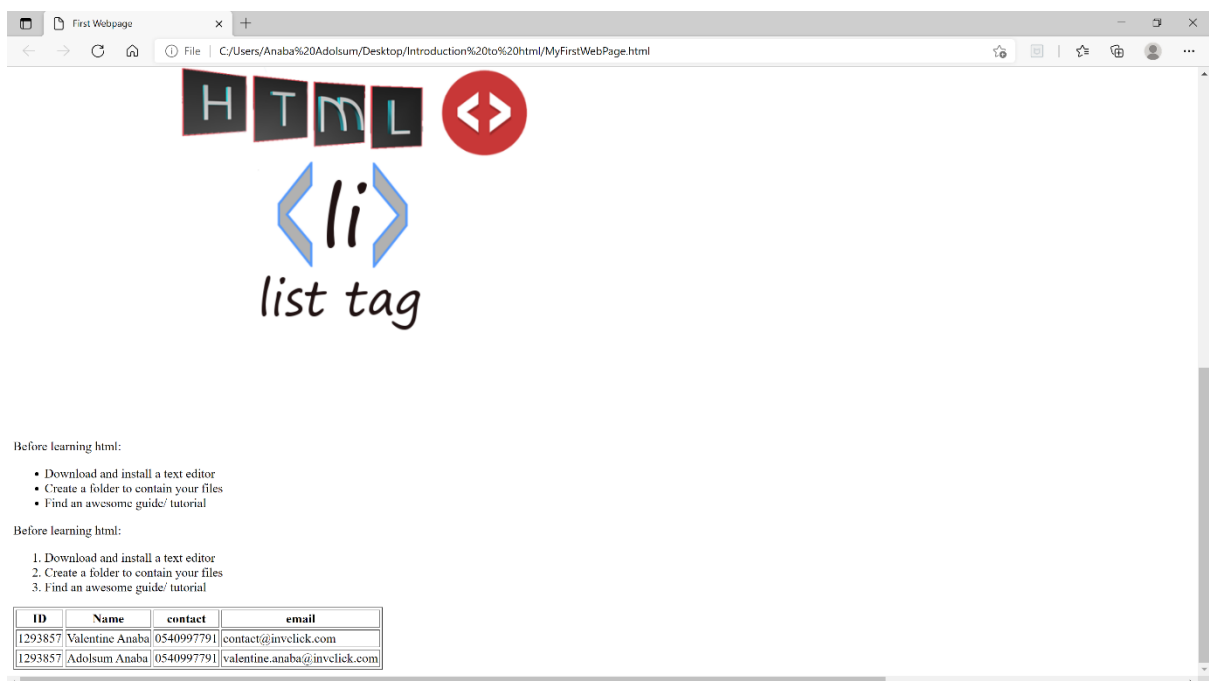 First Webpage
File | C:/Users/Anaba%20Adolsum/Desktop/Introduction%20to%20html/MyFirstWebPage.html
HTML <>
<li>
list tag
Before learning html:
• Download and install a text editor
• Create a folder to contain your files
• Find an awesome guide/ tutorial
Before learning html:
1. Download and install a text editor
2. Create a folder to contain your files
3. Find an awesome guide/ tutorial
ID Name contact email
1293857 Valentine Anaba 0540997791 contact@invclick.com
1293857 Adolsum Anaba 0540997791 valentine.anaba@invclick.com